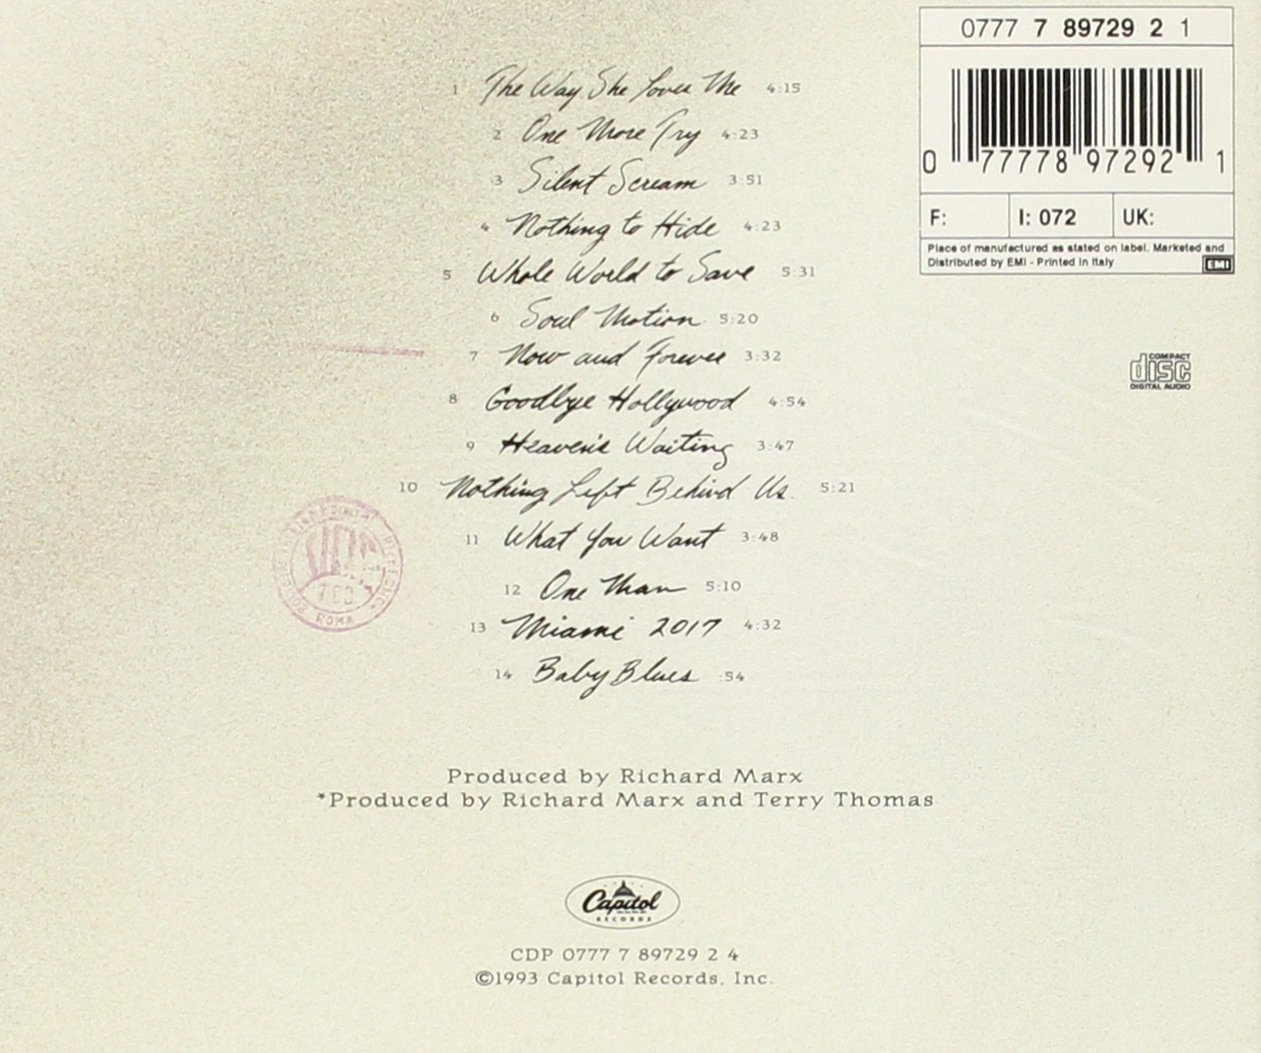 1 The Way She Loves Me 4:15
2 One More Try 4:23
3 Silent Scream 3:51
4 Nothing to Hide 4:23
5 Whole World to Save 5:31
6 Soul Motion 5:20
7 Now and Forever 3:32
8 Goodbye Hollywood 4:54
9 Heaven's Waiting 3:47
10 Nothing Left Behind Us 5:21
11 What You Want 3:48
12 One Man 5:10
13 Miami 2017 4:32
14 Baby Blues :54
Produced by Richard Marx
*Produced by Richard Marx and Terry Thomas
Capitol
RECORDS
CDP 0777 7 89729 2 4
©1993 Capitol Records, Inc.
0777 7 89729 2 1
0 77778 97292 1
F: I: 072 UK:
Place of manufactured as stated on label. Marketed and
Distributed by EMI - Printed in Italy
EMI
COMPACT
disc
DIGITAL AUDIO
ROMA